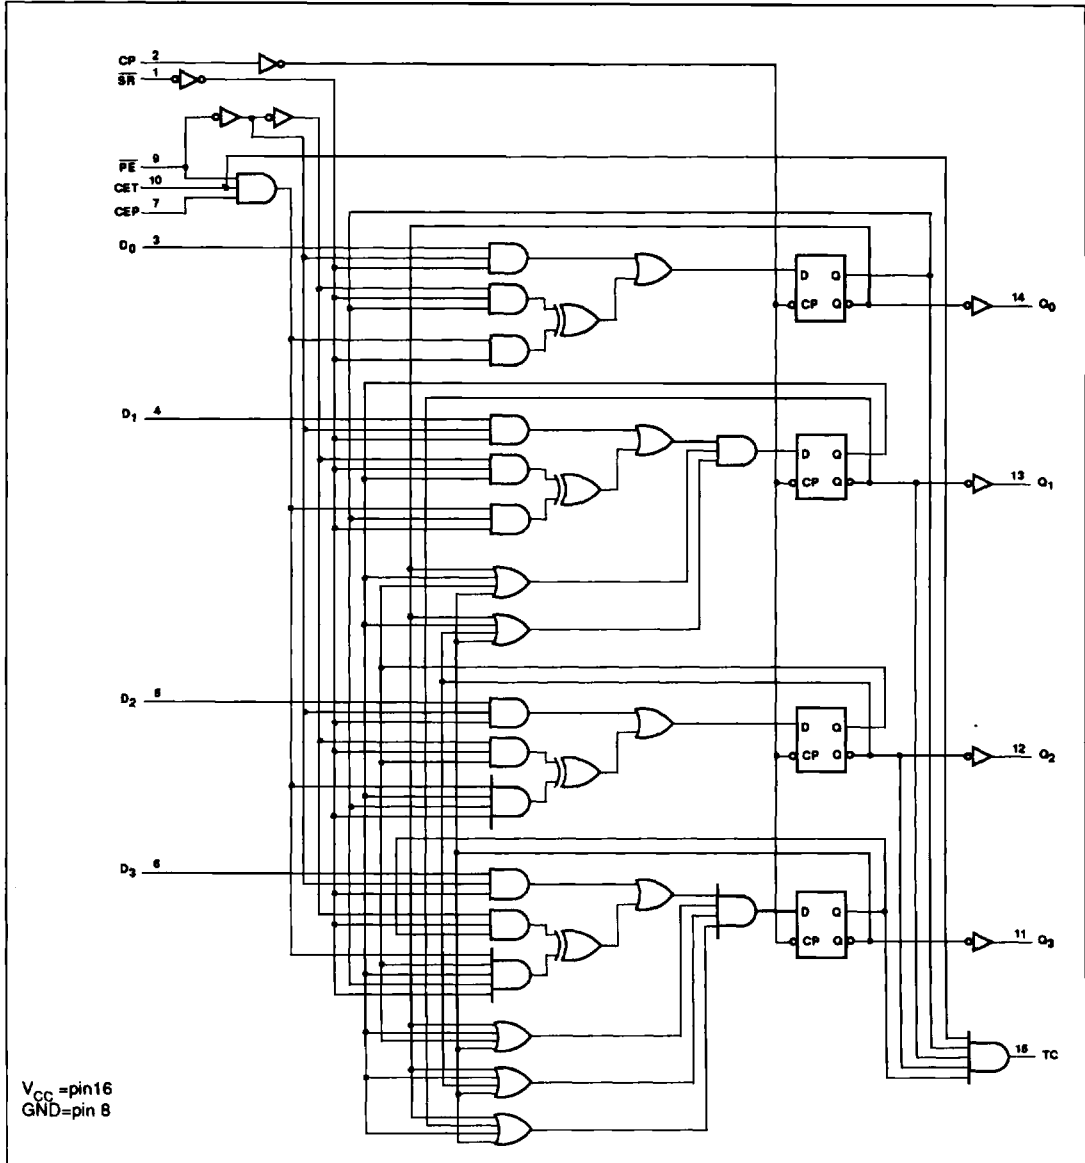 CP 2
SR 1
PE 9
CET 10
CEP 7
D0 3
D Q
CP Q
14 Q0
D1 4
D Q
CP Q
13 Q1
D2 5
D Q
CP Q
12 Q2
D3 6
D Q
CP Q
11 Q3
15 TC
VCC =pin16
GND=pin 8